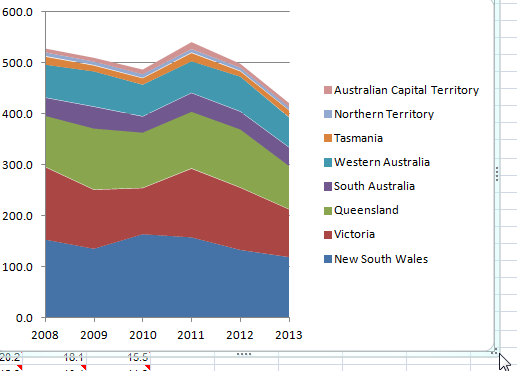 600.0
500.0
400.0
300.0
200.0
100.0
0.0
2008 2009 2010 2011 2012 2013
Australian Capital Territory
Northern Territory
Tasmania
Western Australia
South Australia
Queensland
Victoria
New South Wales
20.2 18.1 15.5